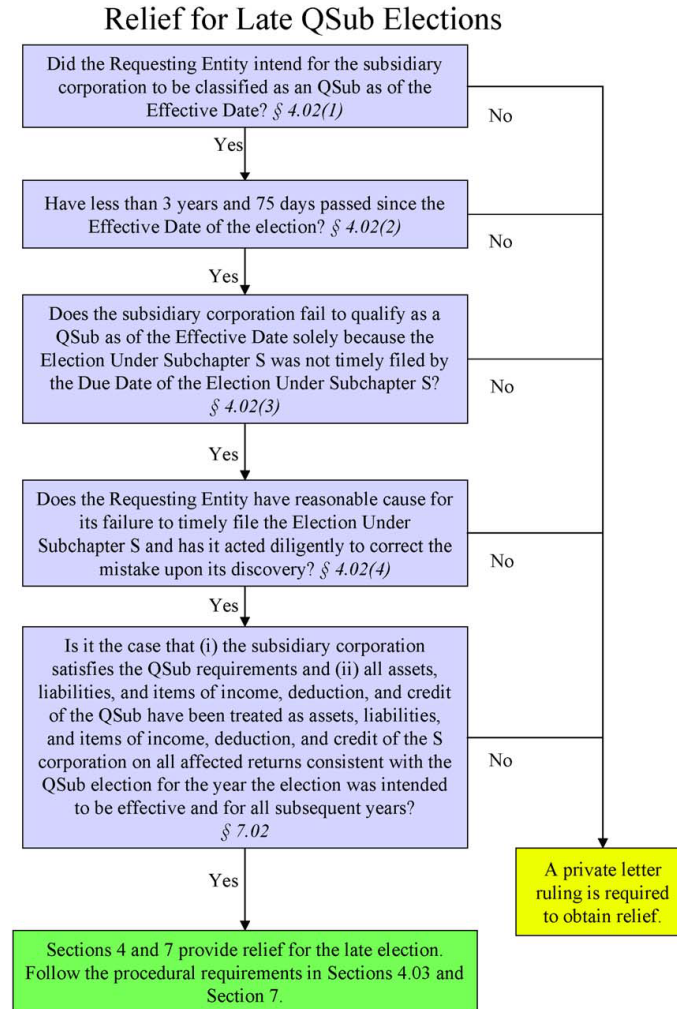 Relief for Late QSub Elections
Did the Requesting Entity intend for the subsidiary
corporation to be classified as an QSub as of the
Effective Date? § 4.02(1)
No
Yes
Have less than 3 years and 75 days passed since the
Effective Date of the election? § 4.02(2)
No
Yes
Does the subsidiary corporation fail to qualify as a
QSub as of the Effective Date solely because the
Election Under Subchapter S was not timely filed by
the Due Date of the Election Under Subchapter S?
§ 4.02(3)
No
Yes
Does the Requesting Entity have reasonable cause for
its failure to timely file the Election Under
Subchapter S and has it acted diligently to correct the
mistake upon its discovery? § 4.02(4)
No
Yes
Is it the case that (i) the subsidiary corporation
satisfies the QSub requirements and (ii) all assets,
liabilities, and items of income, deduction, and credit
of the QSub have been treated as assets, liabilities,
and items of income, deduction, and credit of the S
corporation on all affected returns consistent with the
QSub election for the year the election was intended
to be effective and for all subsequent years?
§ 7.02
No
Yes
A private letter
ruling is required
to obtain relief.
Sections 4 and 7 provide relief for the late election.
Follow the procedural requirements in Sections 4.03 and
Section 7.